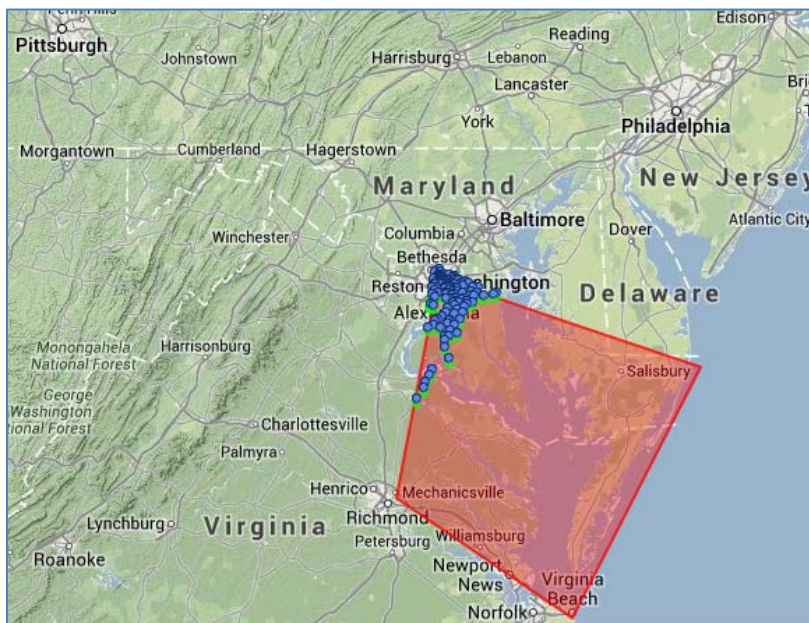 Edison
Pittsburgh
Reading
Johnstown
Harrisburg
Lebanon
Lancaster
York
Philadelphia
Morgantown
Cumberland
Hagerstown
New Jersey
Maryland
Baltimore
Atlantic City
Columbia
Dover
Winchester
Bethesda
Reston
Delaware
Monongahela
National Forest
Harrisonburg
Salisbury
George
Washington
Charlottesville
Palmyra
Henrico
Mechanicsville
Richmond
Lynchburg
Virginia
Williamsburg
Petersburg
Roanoke
Newport
News
Virginia
Beach
Norfolk